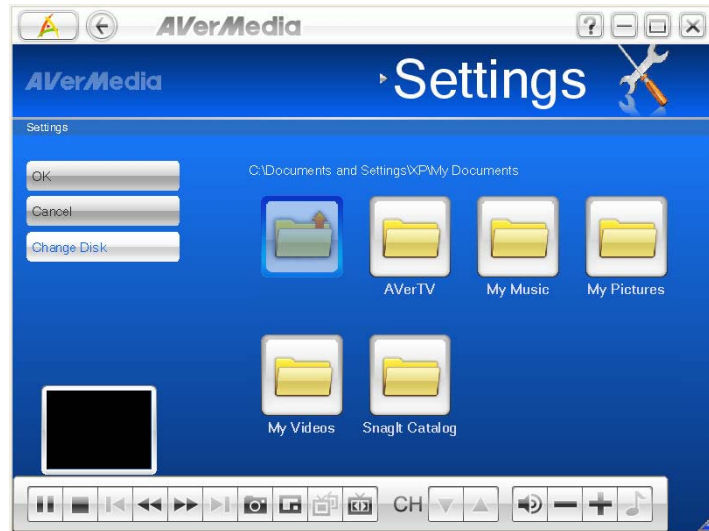 AVerMedia
?
AVerMedia
Settings
Settings
OK
Cancel
Change Disk
C:\Documents and Settings\XP\My Documents
AVerTV
My Music
My Pictures
My Videos
SnagIt Catalog
CH